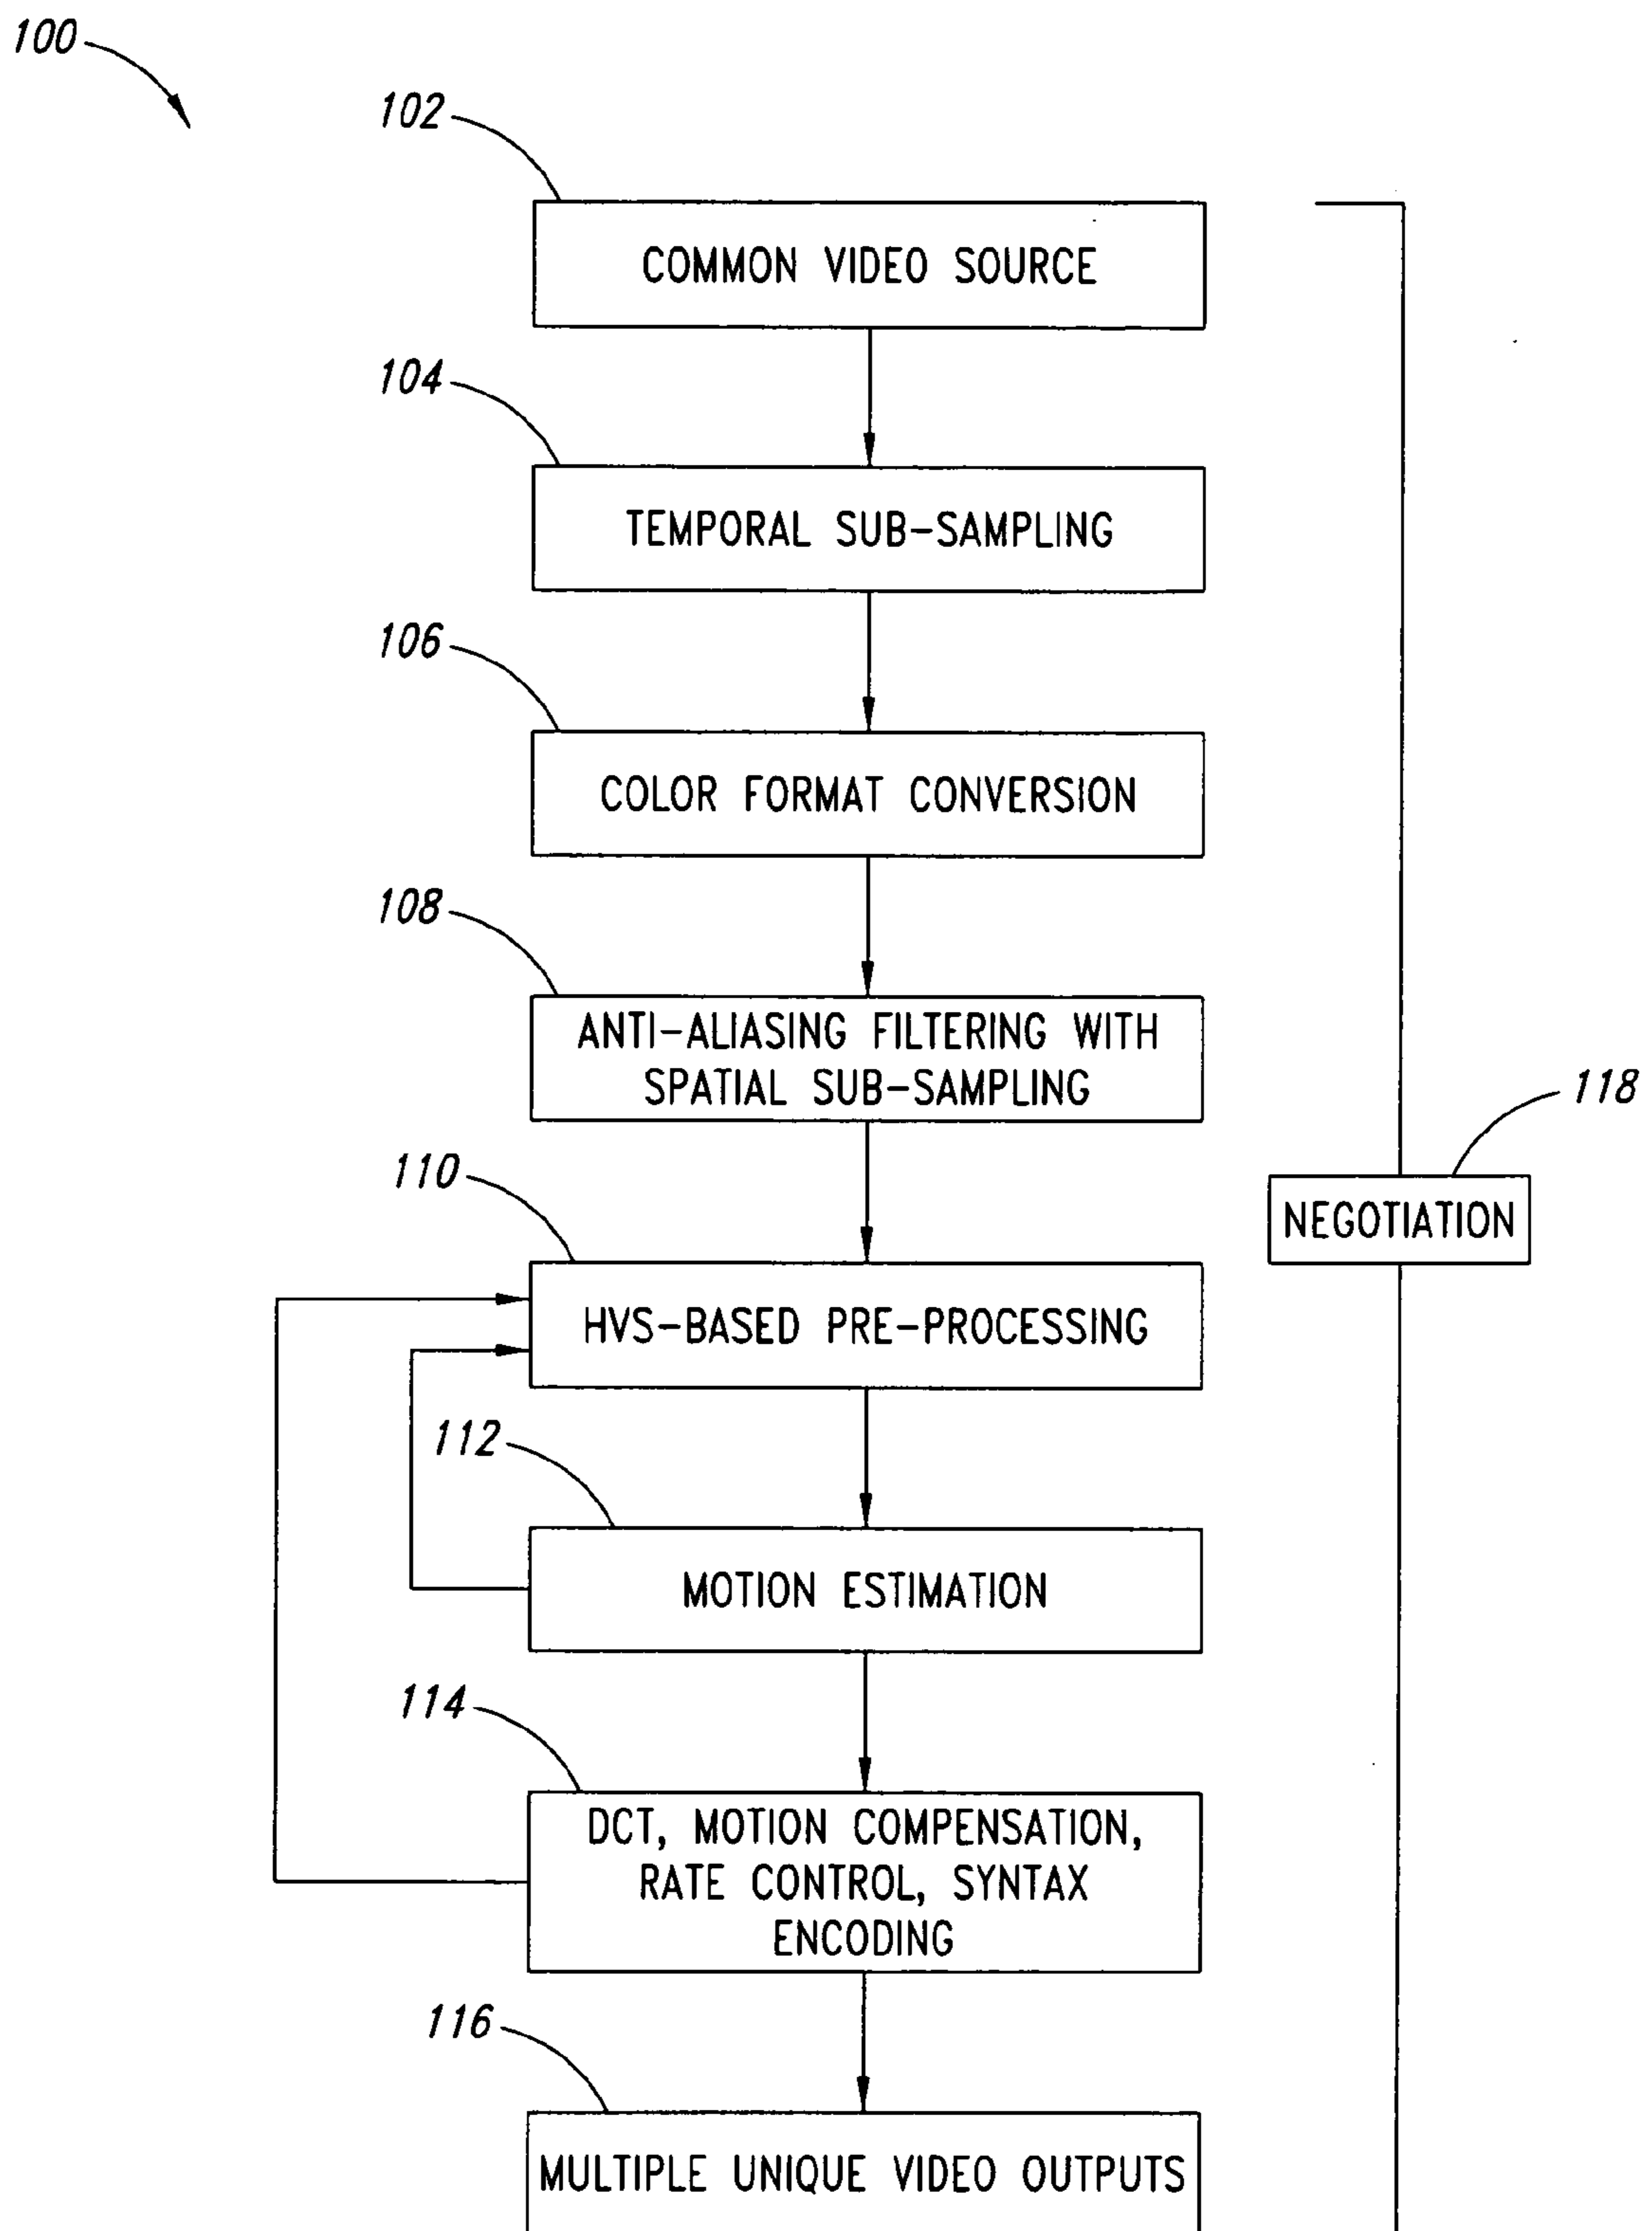 100
102
COMMON VIDEO SOURCE
104
TEMPORAL SUB-SAMPLING
106
COLOR FORMAT CONVERSION
108
ANTI-ALIASING FILTERING WITH
SPATIAL SUB-SAMPLING
118
NEGOTIATION
110
HVS-BASED PRE-PROCESSING
112
MOTION ESTIMATION
114
DCT, MOTION COMPENSATION,
RATE CONTROL, SYNTAX
ENCODING
116
MULTIPLE UNIQUE VIDEO OUTPUTS